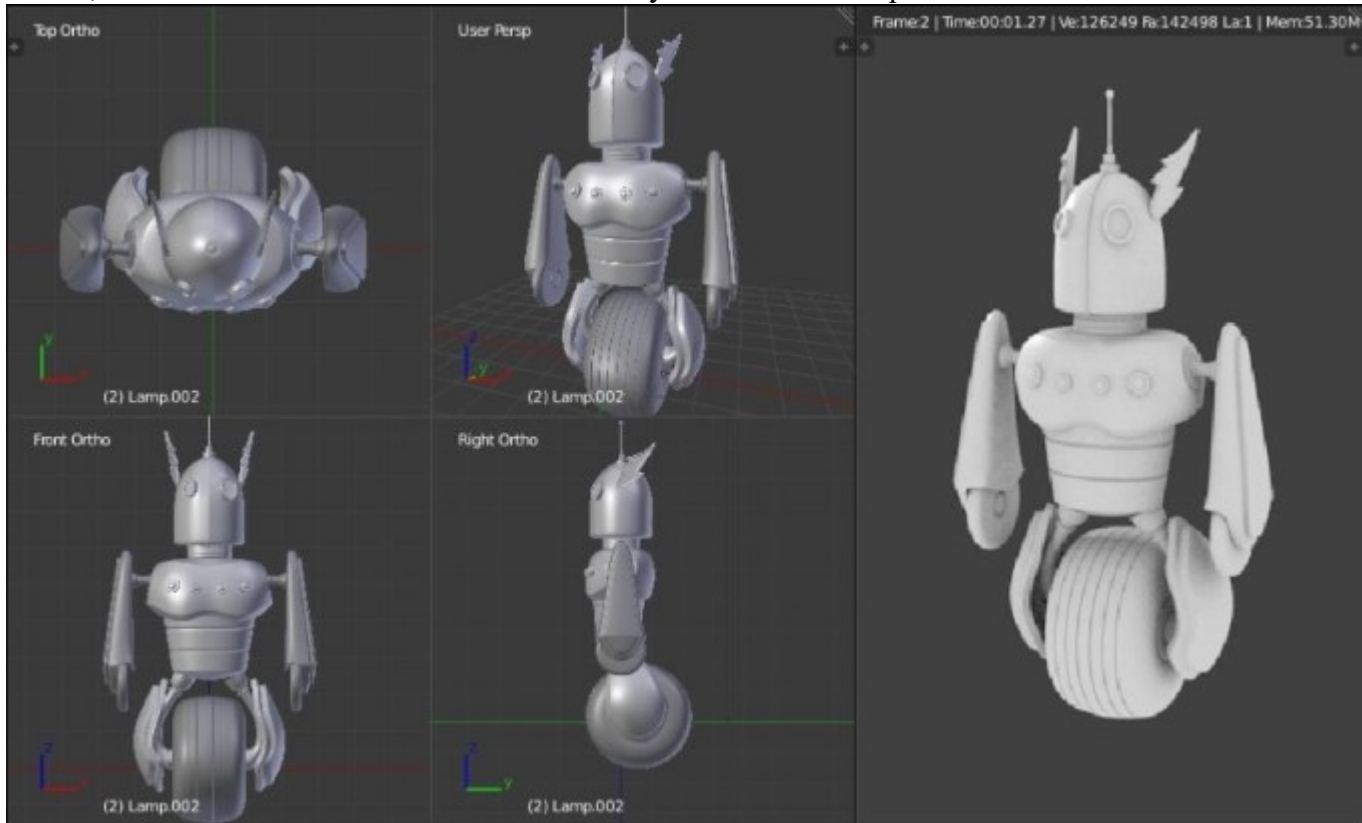 Top Ortho
User Persp
Frame:2 | Time:00:01.27 | Ve:126249 Fa:142498 La:1 | Mem:51.30M
(2) Lamp.002
(2) Lamp.002
Front Ortho
Right Ortho
(2) Lamp.002
(2) Lamp.002
y
z
y
z
x
z
y